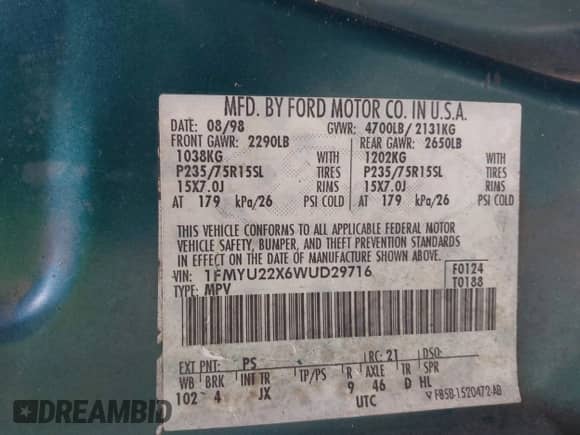 MFD. BY FORD MOTOR CO. IN U.S.A.
DATE: 08/98 GVWR: 4700LB/ 2131KG
FRONT GAWR: 2290LB REAR GAWR: 2650LB
1038KG WITH 1202KG WITH
P235/75R15SL TIRES P235/75R15SL TIRES
15X7.0J RIMS 15X7.0J RIMS
AT 179 kPa/26 PSI COLD AT 179 kPa/26 PSI COLD
THIS VEHICLE CONFORMS TO ALL APPLICABLE FEDERAL MOTOR
VEHICLE SAFETY, BUMPER, AND THEFT PREVENTION STANDARDS
IN EFFECT ON THE DATE OF MANUFACTURE SHOWN ABOVE.
VIN: 1FMYU22X6WUD29716 F0124
TYPE: MPV T0188
EXT PNT: PS RC: 21 DSO:
WB BRK INT TR TP/PS R AXLE TR SPR
102 4 JX 9 46 D HL
UTC F85B-1520472-AB
DREAMBID